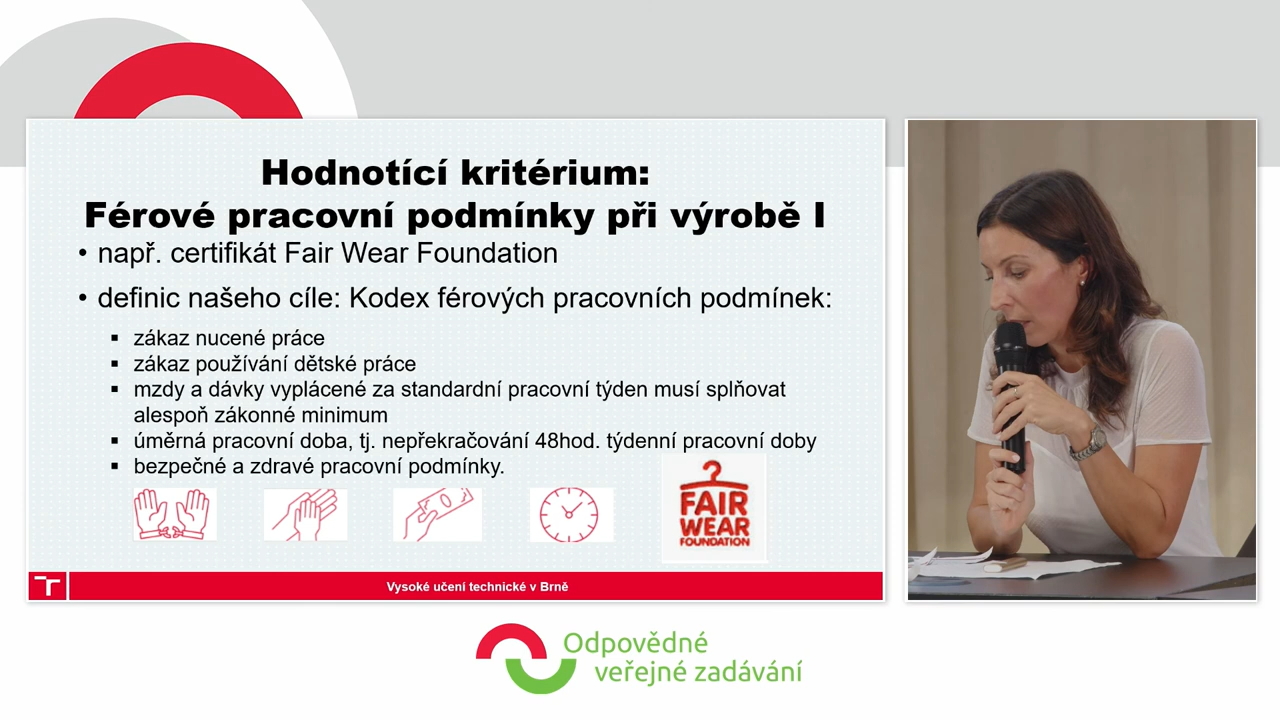 Hodnotící kritérium:
Férové pracovní podmínky při výrobě I
• např. certifikát Fair Wear Foundation
• definic našeho cíle: Kodex férových pracovních podmínek:
▪ zákaz nucené práce
▪ zákaz používání dětské práce
▪ mzdy a dávky vyplácené za standardní pracovní týden musí splňovat
alespoň zákonné minimum
▪ úměrná pracovní doba, tj. nepřekračování 48hod. týdenní pracovní doby
▪ bezpečné a zdravé pracovní podmínky.
FAIR
WEAR
FOUNDATION
Vysoké učení technické v Brně
Odpovědné
veřejné zadávání